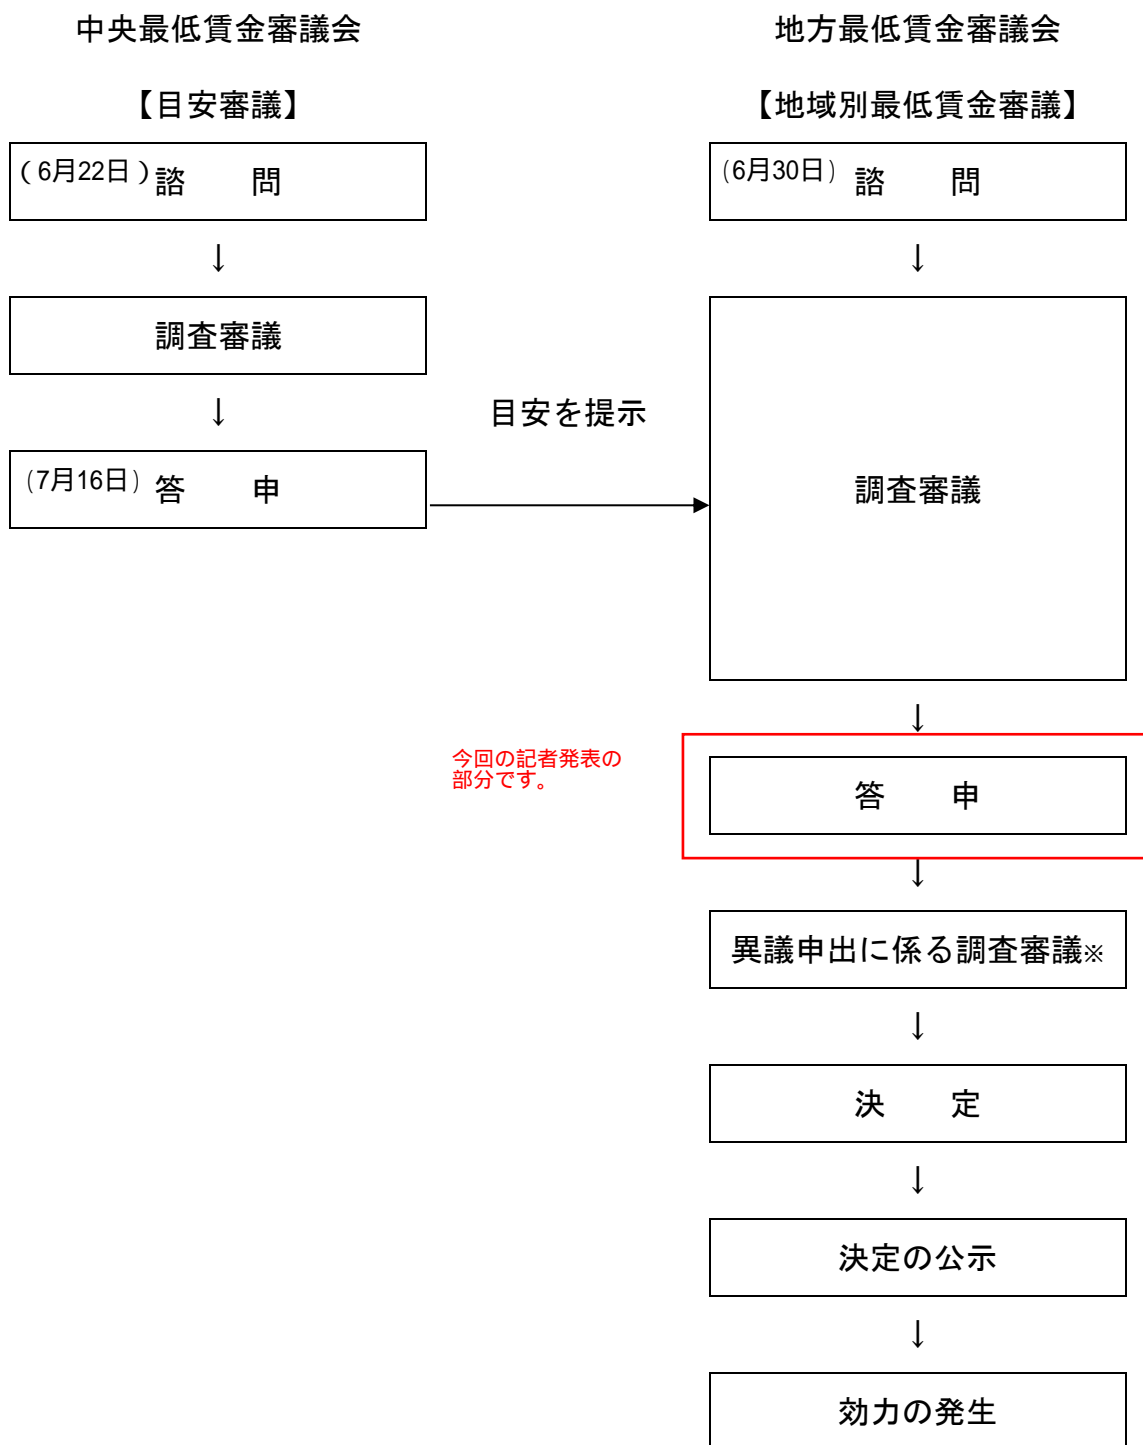 中央最低賃金審議会
【目安審議】
(6月22日)諮　　問
↓
調査審議
↓
(7月16日)答　　申
目安を提示
地方最低賃金審議会
【地域別最低賃金審議】
(6月30日)諮　　問
↓
調査審議
↓
今回の記者発表の
部分です。
答　　申
↓
異議申出に係る調査審議※
↓
決　　定
↓
決定の公示
↓
効力の発生